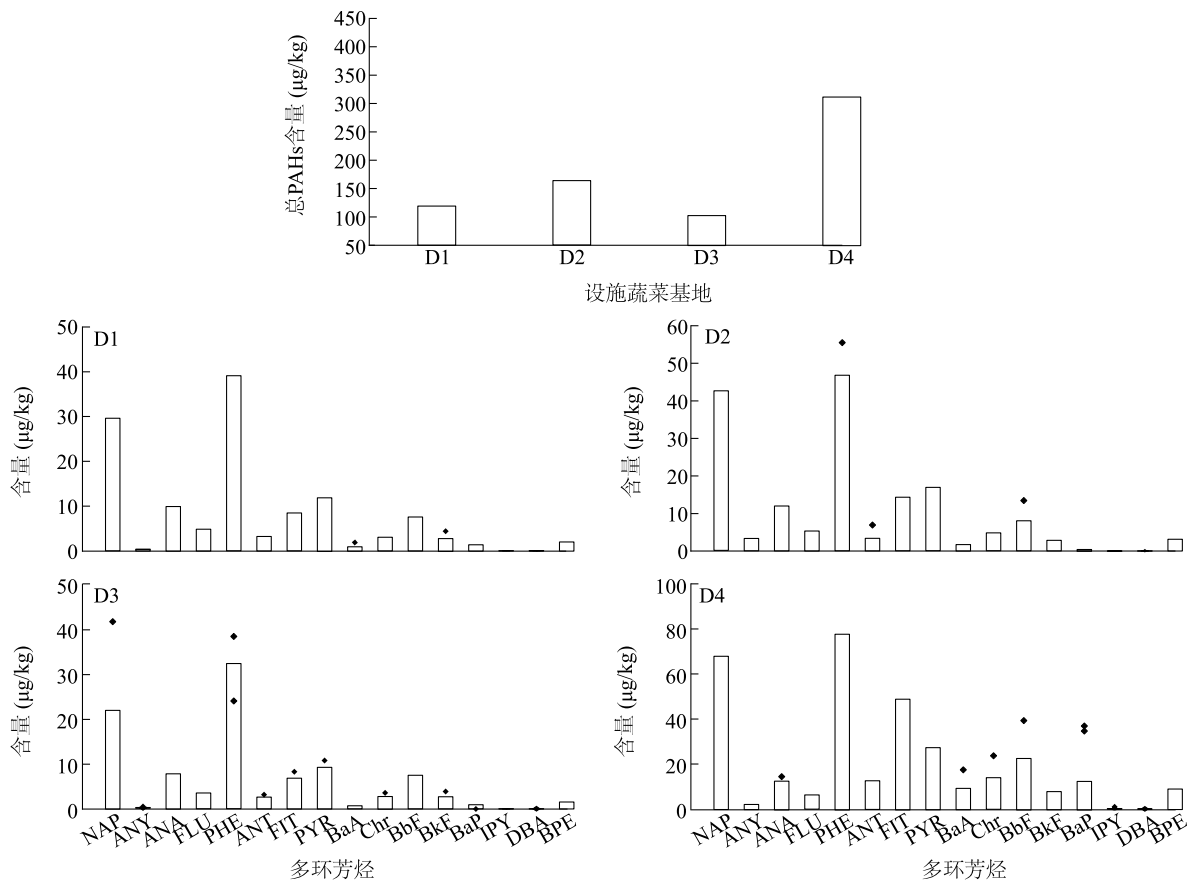 450
400
350
300
250
200
150
100
50
总PAHs含量 (μg/kg)
D1 D2 D3 D4
设施蔬菜基地
D1
50
40
30
20
10
0
含量 (μg/kg)
D2
60
50
40
30
20
10
0
含量 (μg/kg)
D3
50
40
30
20
10
0
含量 (μg/kg)
NAP ANY ANA FLU PHE ANT FIT PYR BaA Chr BbF BkF BaP IPY DBA BPE
多环芳烃
D4
100
80
60
40
20
0
含量 (μg/kg)
NAP ANY ANA FLU PHE ANT FIT PYR BaA Chr BbF BkF BaP IPY DBA BPE
多环芳烃